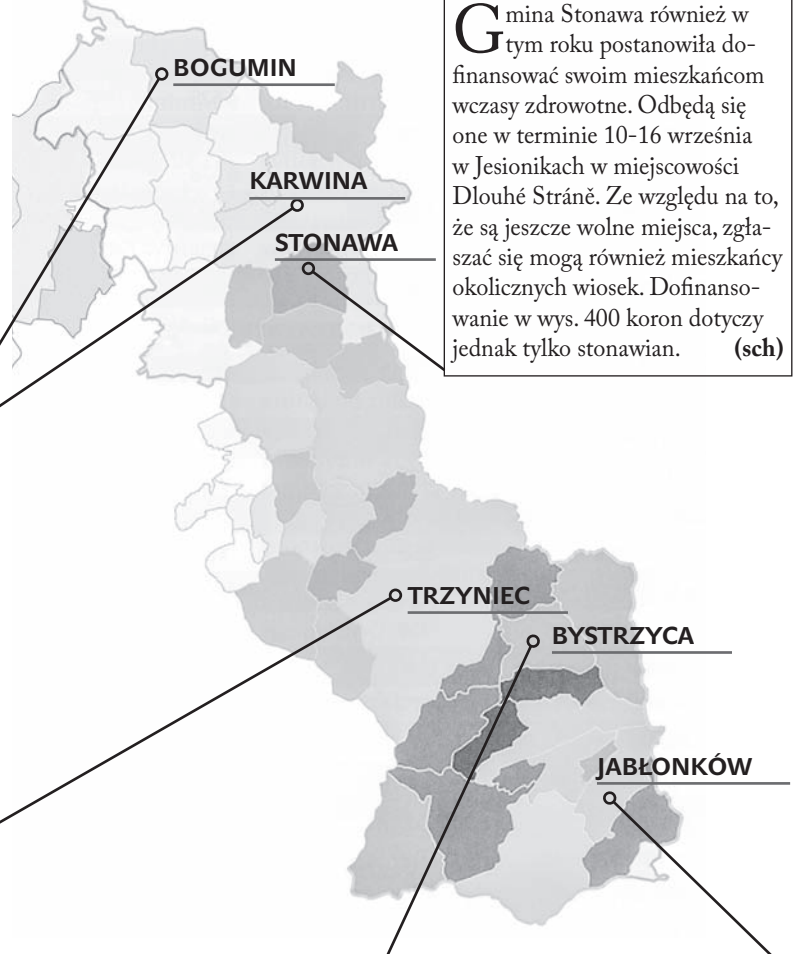 Gmina Stonawa również w
tym roku postanowiła do-
finansować swoim mieszkańcom
wczasy zdrowotne. Odbędą się
one w terminie 10-16 września
w Jesionikach w miejscowości
Dlouhé Stráně. Ze względu na to,
że są jeszcze wolne miejsca, zgła-
szać się mogą również mieszkańcy
okolicznych wiosek. Dofinanso-
wanie w wys. 400 koron dotyczy
jednak tylko stonawian. (sch)
BOGUMIN
KARWINA
STONAWA
TRZYNIEC
BYSTRZYCA
JABŁONKÓW